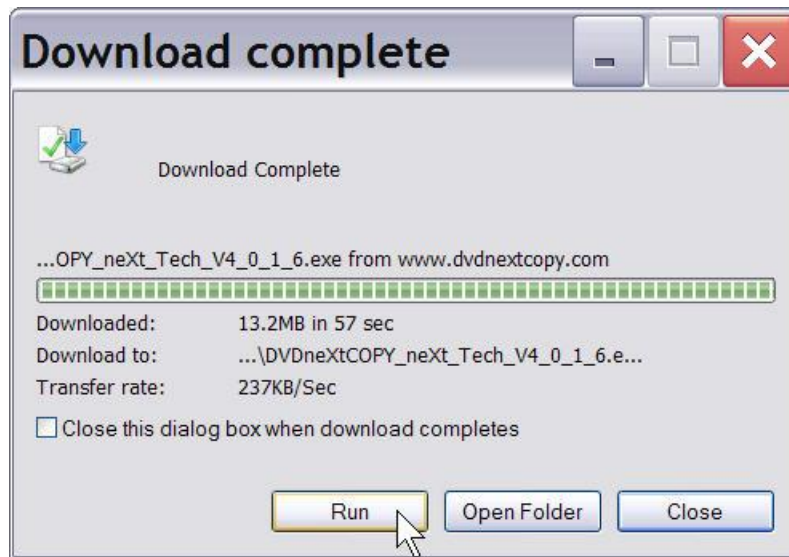 Download complete
Download Complete
...OPY_neXt_Tech_V4_0_1_6.exe from www.dvdnextcopy.com
Downloaded: 13.2MB in 57 sec
Download to: ...\DVDneXtCOPY_neXt_Tech_V4_0_1_6.e...
Transfer rate: 237KB/Sec
Close this dialog box when download completes
Run Open Folder Close